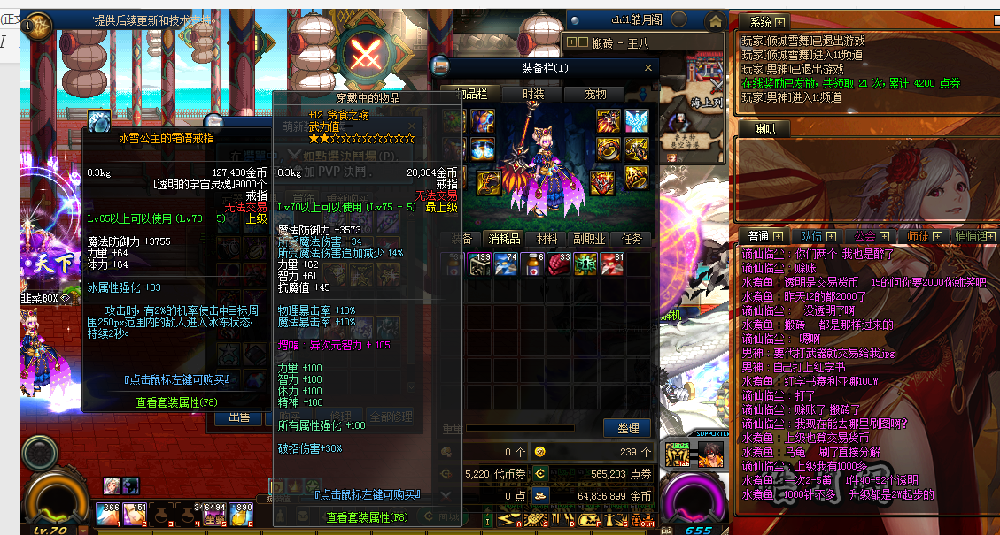 提供后续更新和技术支持。
ch11.皓月阁
搬砖 - 王八
装备栏(I)
物品栏
时装
宠物
海上列
冰雪公主的霜语戒指
0.3kg
127,400金币
[透明的宇宙灵魂]9000个
戒指
无法交易
Lv65以上可以使用 (Lv70 - 5)
上级
魔法防御力 +3755
力量 +64
体力 +64
冰属性强化 +33
攻击时, 有2%的机率使击中目标周
围250px范围内的敌人进入冰冻状态,
持续2秒。
『点击鼠标左键可购买』
查看套装属性(F8)
出售
天下
韭菜BOX
穿戴中的物品
+12 贪食之殇
武力值 一
0.3kg
20,384金币
戒指
无法交易
Lv70以上可以使用 (Lv75 - 5)
最上级
魔法防御力 +3573
所受魔法伤害 -34
所受魔法伤害追加减少 14%
力量 +62
智力 +61
抗魔值 +45
物理暴击率 +10%
魔法暴击率 +10%
增幅 : 异次元智力 + 105
力量 +100
智力 +100
体力 +100
精神 +100
所有属性强化 +100
破招伤害+30%
『点击鼠标左键可购买』
查看套装属性(F8)
装备
消耗品
材料
副职业
任务
199
74
6
33
81
重量
整理
0 个
239 个
5,220 代币券
565,203 点券
0 点
64,836,899 金币
SUPPORTER
366
151
3
4
6494
890
Lv.70
655
系统
玩家[倾城雪舞]已退出游戏
玩家[倾城雪舞]进入11频道
玩家[男神]已退出游戏
在线奖励已发放, 共领取 21 次, 累计 4200 点券
玩家[男神]进入11频道
喇叭
普通
队伍
公会
师徒
悄悄话
谪仙临尘 : 你们两个 我也是醉了
谪仙临尘 : 赊账
水煮鱼 : 透明是交易货币 15的问你要2000你就笑吧
水煮鱼 : 昨天12的都2000了
谪仙临尘 : 没透明了啊
水煮鱼 : 搬砖 都是那样过来的
谪仙临尘 : 嗯啊
男神 : 要代打武器就交易给我.jpg
男神 : 自己打上红字书
水煮鱼 : 红字书赛利亚哪100W
谪仙临尘 : 打了
谪仙临尘 : 赊账了 搬砖了
谪仙临尘 : 我现在能去哪里刷图啊?
水煮鱼 : 上级也算交易货币
水煮鱼 : 乌龟 刷了直接分解
谪仙临尘 : 上级我有1000多
水煮鱼 : 一次2-5黄 1件40-52个透明
水煮鱼 : 1000针不多 升级都是2W起步的